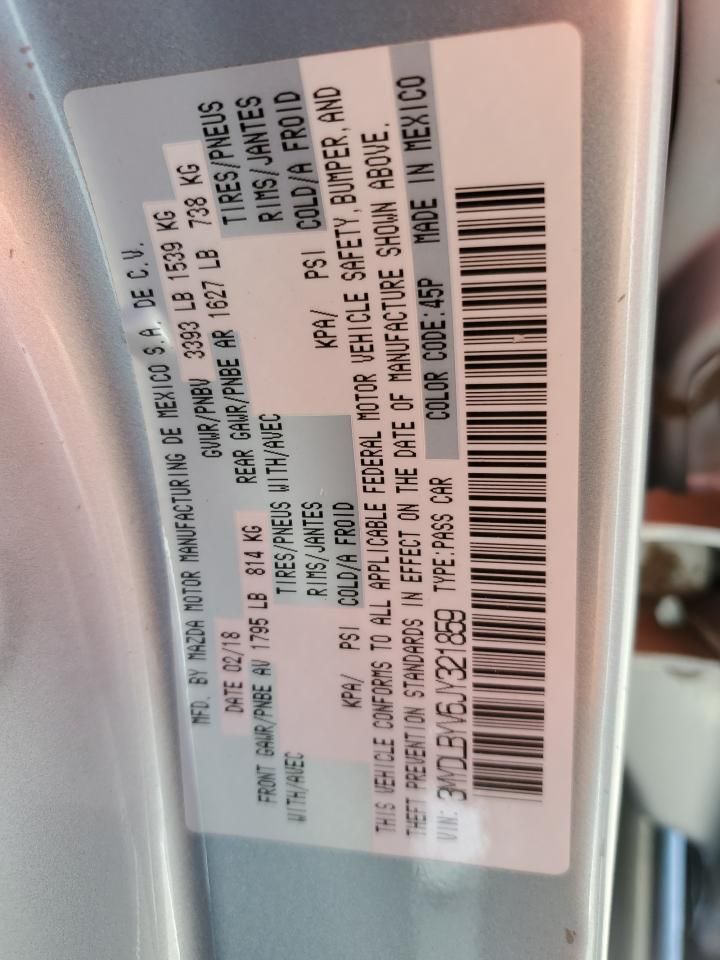 MFD. BY MAZDA MOTOR MANUFACTURING DE MEXICO S.A. DE C.V.
DATE 02/18 GVWR/PNBV 3393 LB 1539 KG
FRONT GAWR/PNBE AV 1795 LB 814 KG REAR GAWR/PNBE AR 1627 LB 738 KG
WITH/AVEC TIRES/PNEUS WITH/AVEC TIRES/PNEUS
RIMS/JANTES RIMS/JANTES
KPA/ PSI COLD/A FROID KPA/ PSI COLD/A FROID
THIS VEHICLE CONFORMS TO ALL APPLICABLE FEDERAL MOTOR VEHICLE SAFETY, BUMPER, AND
THEFT PREVENTION STANDARDS IN EFFECT ON THE DATE OF MANUFACTURE SHOWN ABOVE.
VIN: 3MYDLBYV6JY321859 TYPE:PASS CAR COLOR CODE:45P MADE IN MEXICO